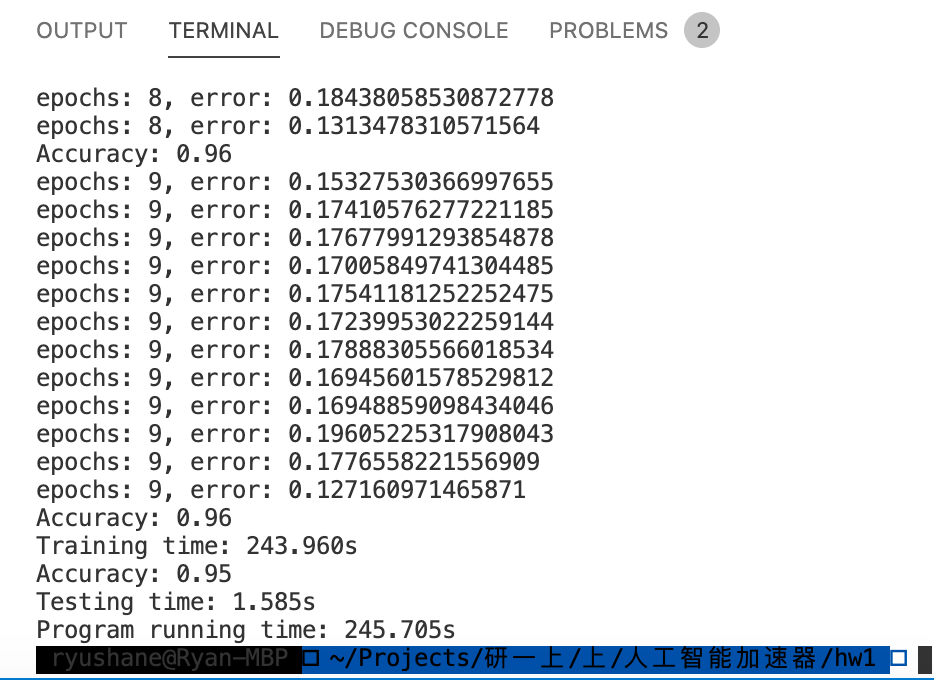 OUTPUT TERMINAL DEBUG CONSOLE PROBLEMS 2
epochs: 8, error: 0.18438058530872778
epochs: 8, error: 0.1313478310571564
Accuracy: 0.96
epochs: 9, error: 0.15327530366997655
epochs: 9, error: 0.17410576277221185
epochs: 9, error: 0.17677991293854878
epochs: 9, error: 0.17005849741304485
epochs: 9, error: 0.17541181252252475
epochs: 9, error: 0.17239953022259144
epochs: 9, error: 0.17888305566018534
epochs: 9, error: 0.16945601578529812
epochs: 9, error: 0.16948859098434046
epochs: 9, error: 0.19605225317908043
epochs: 9, error: 0.1776558221556909
epochs: 9, error: 0.127160971465871
Accuracy: 0.96
Training time: 243.960s
Accuracy: 0.95
Testing time: 1.585s
Program running time: 245.705s
ryushane@Ryan-MBP ~/Projects/研一上/上/人工智能加速器/hw1